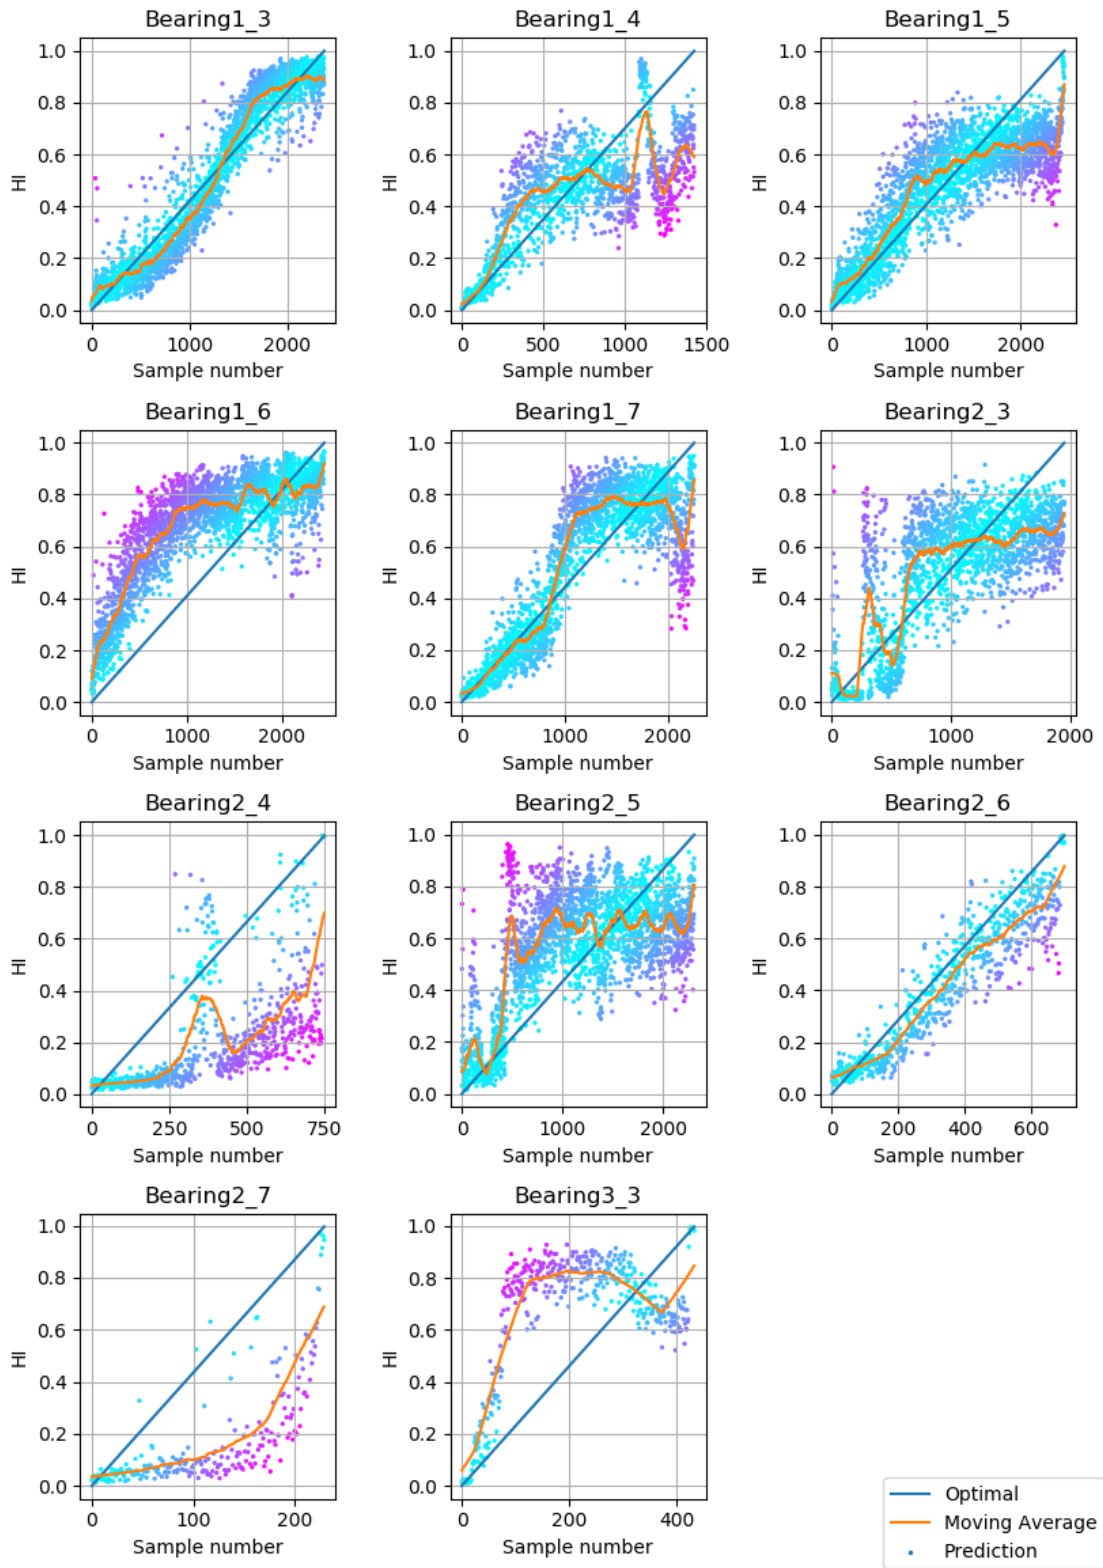 Bearing1_3
1.0
0.8
0.6
0.4
0.2
0.0
HI
0 1000 2000
Sample number
Bearing1_4
1.0
0.8
0.6
0.4
0.2
0.0
HI
0 500 1000 1500
Sample number
Bearing1_5
1.0
0.8
0.6
0.4
0.2
0.0
HI
0 1000 2000
Sample number
Bearing1_6
1.0
0.8
0.6
0.4
0.2
0.0
HI
0 1000 2000
Sample number
Bearing1_7
1.0
0.8
0.6
0.4
0.2
0.0
HI
0 1000 2000
Sample number
Bearing2_3
1.0
0.8
0.6
0.4
0.2
0.0
HI
0 1000 2000
Sample number
Bearing2_4
1.0
0.8
0.6
0.4
0.2
0.0
HI
0 250 500 750
Sample number
Bearing2_5
1.0
0.8
0.6
0.4
0.2
0.0
HI
0 1000 2000
Sample number
Bearing2_6
1.0
0.8
0.6
0.4
0.2
0.0
HI
0 200 400 600
Sample number
Bearing2_7
1.0
0.8
0.6
0.4
0.2
0.0
HI
0 100 200
Sample number
Bearing3_3
1.0
0.8
0.6
0.4
0.2
0.0
HI
0 200 400
Sample number
Optimal
Moving Average
Prediction